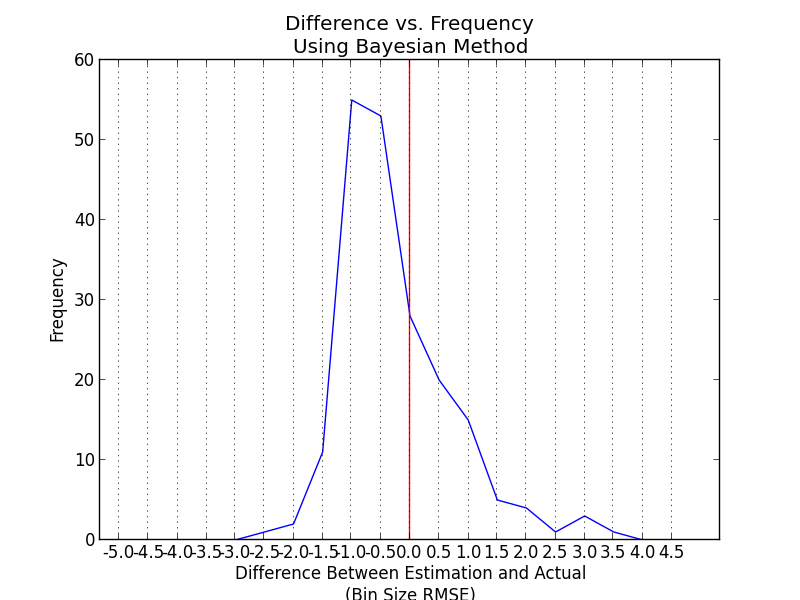 Difference vs. Frequency
Using Bayesian Method
60
50
40
30
20
10
0
Frequency
-5.0 -4.5 -4.0 -3.5 -3.0 -2.5 -2.0 -1.5 -1.0 -0.5 0.0 0.5 1.0 1.5 2.0 2.5 3.0 3.5 4.0 4.5
Difference Between Estimation and Actual
(Bin Size RMSE)